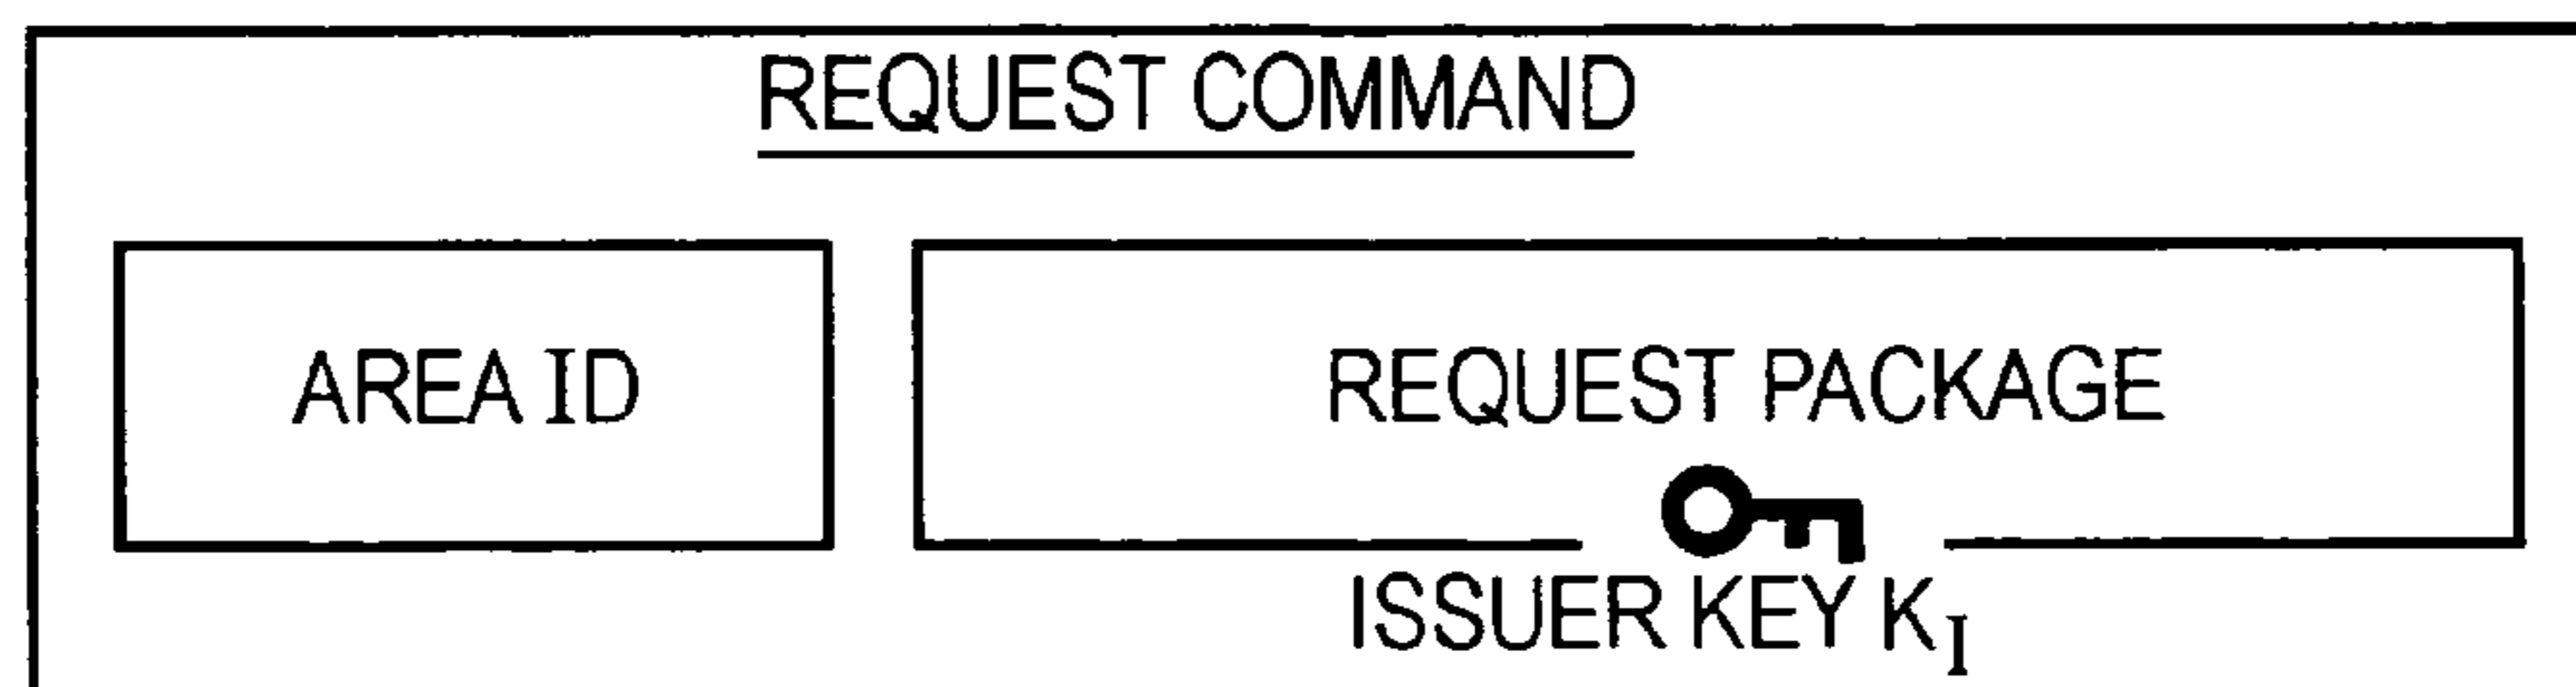 REQUEST COMMAND
AREA ID
REQUEST PACKAGE
ISSUER KEY K_I